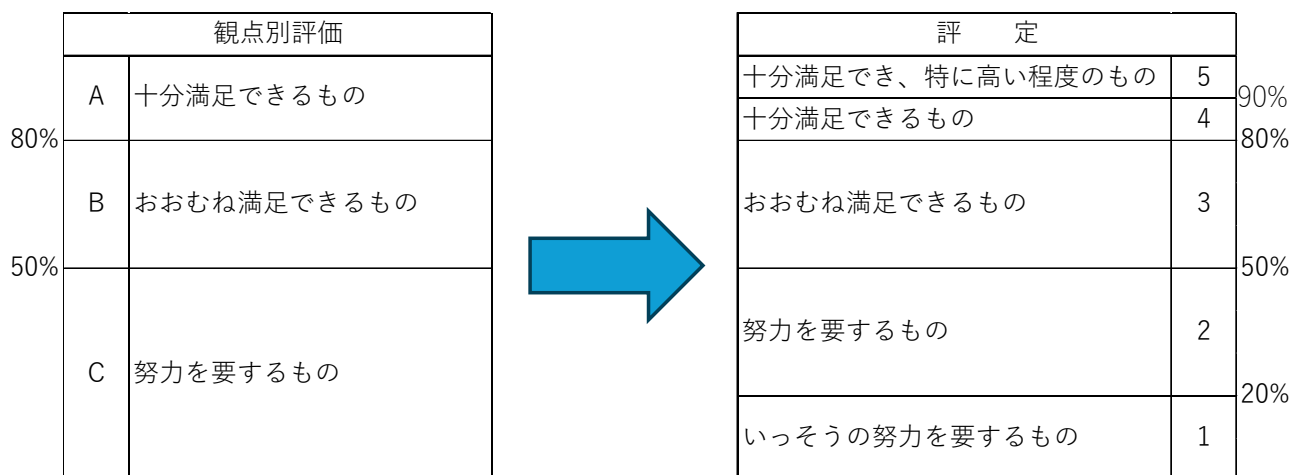 観点別評価
A 十分満足できるもの
80%
B おおむね満足できるもの
50%
C 努力を要するもの
評 定
十分満足でき、特に高い程度のもの 5
90%
十分満足できるもの 4
80%
おおむね満足できるもの 3
50%
努力を要するもの 2
20%
いっそうの努力を要するもの 1